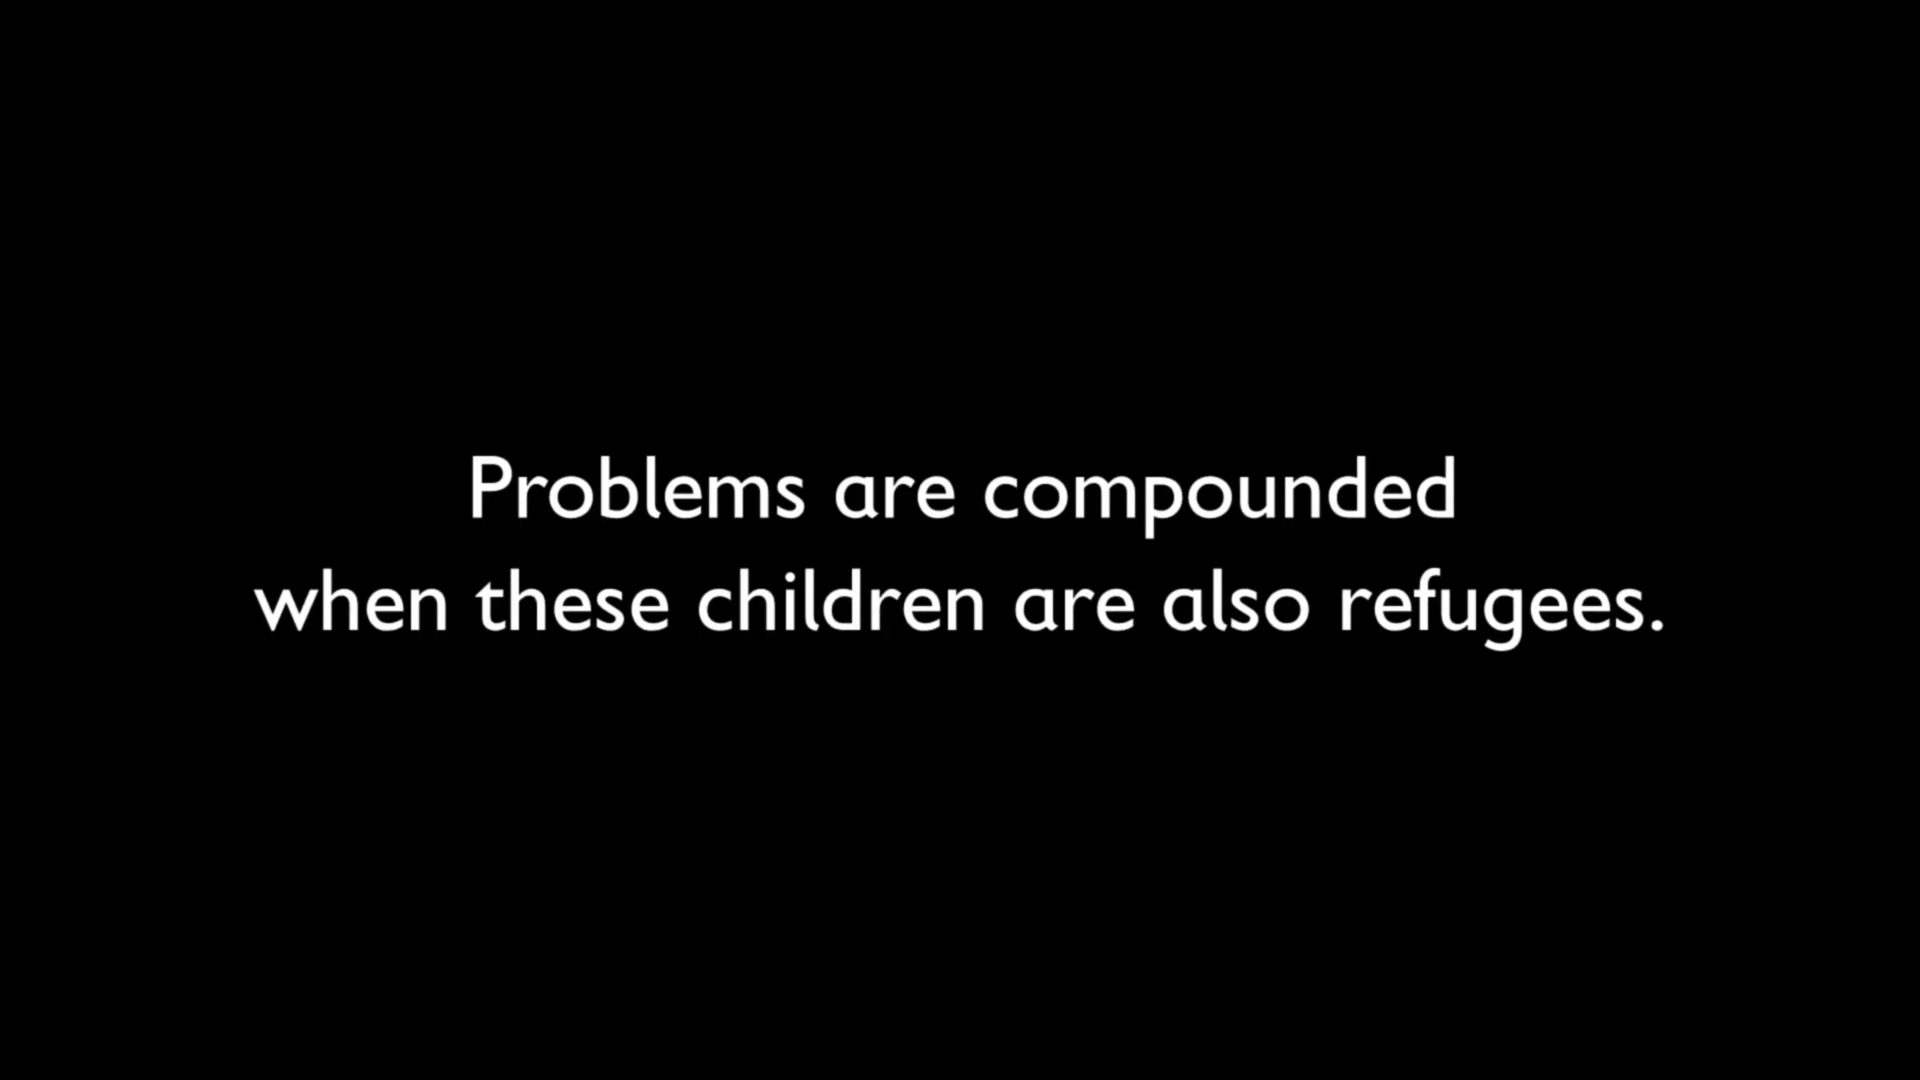 Problems are compounded
when these children are also refugees.